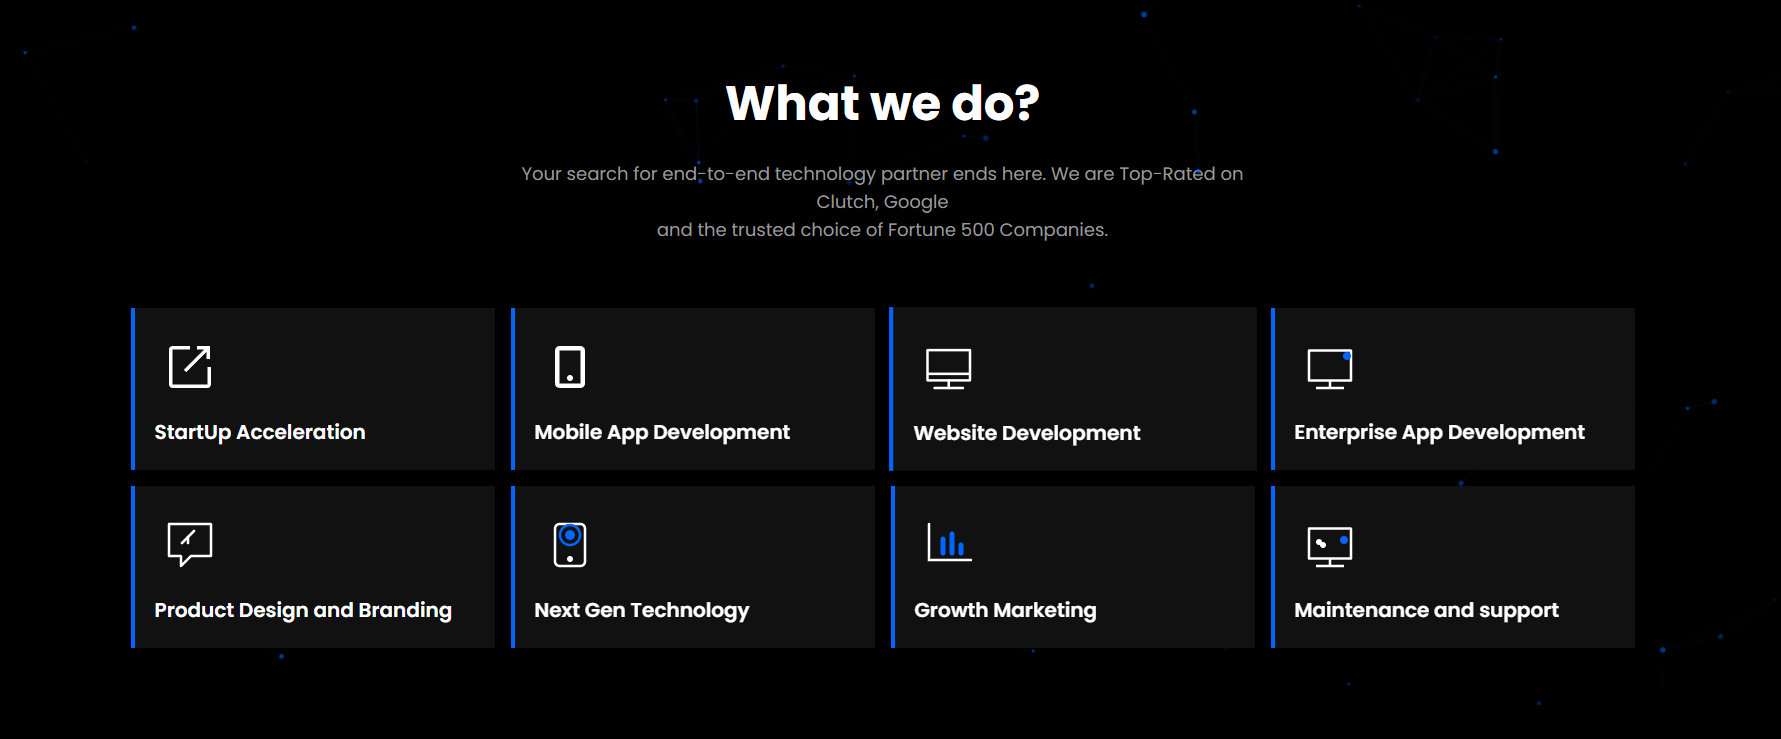 What we do?
Your search for end-to-end technology partner ends here. We are Top-Rated on
Clutch, Google
and the trusted choice of Fortune 500 Companies.
StartUp Acceleration
Mobile App Development
Website Development
Enterprise App Development
Product Design and Branding
Next Gen Technology
Growth Marketing
Maintenance and support